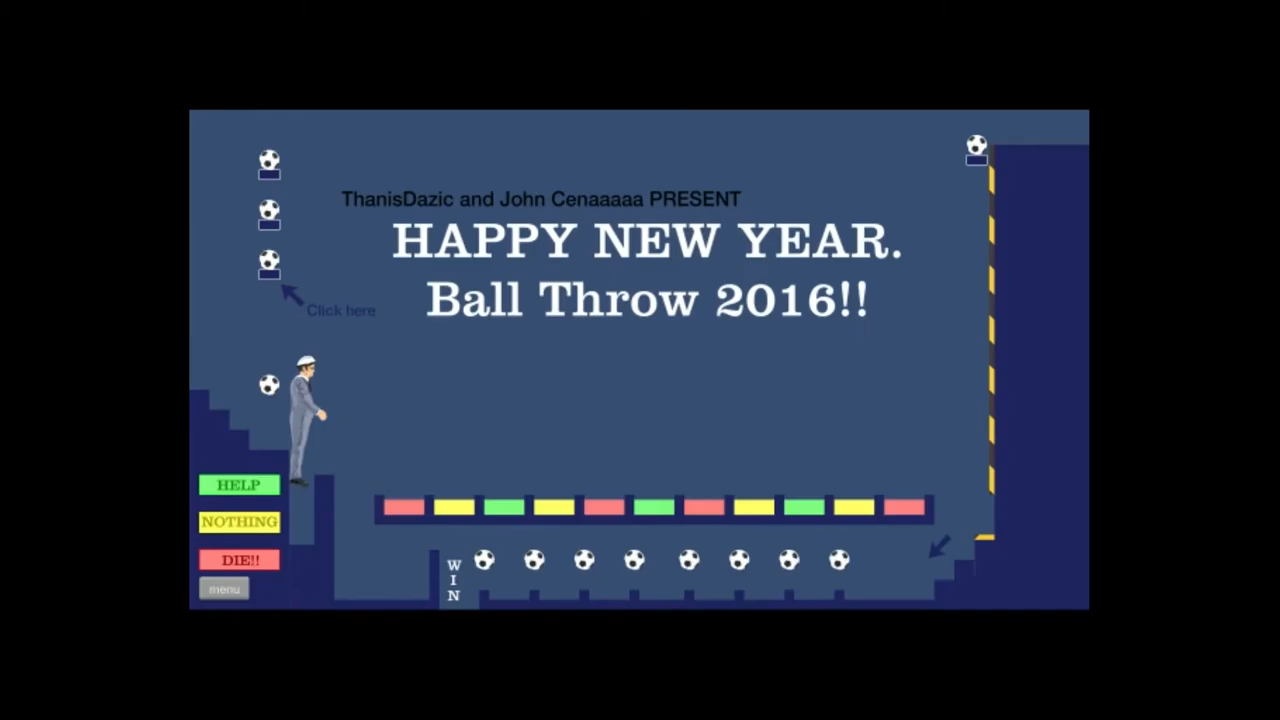 ThanisDazic and John Cenaaaaa PRESENT
HAPPY NEW YEAR.
Ball Throw 2016!!
Click here
HELP
NOTHING
DIE!!
menu
W
I
N